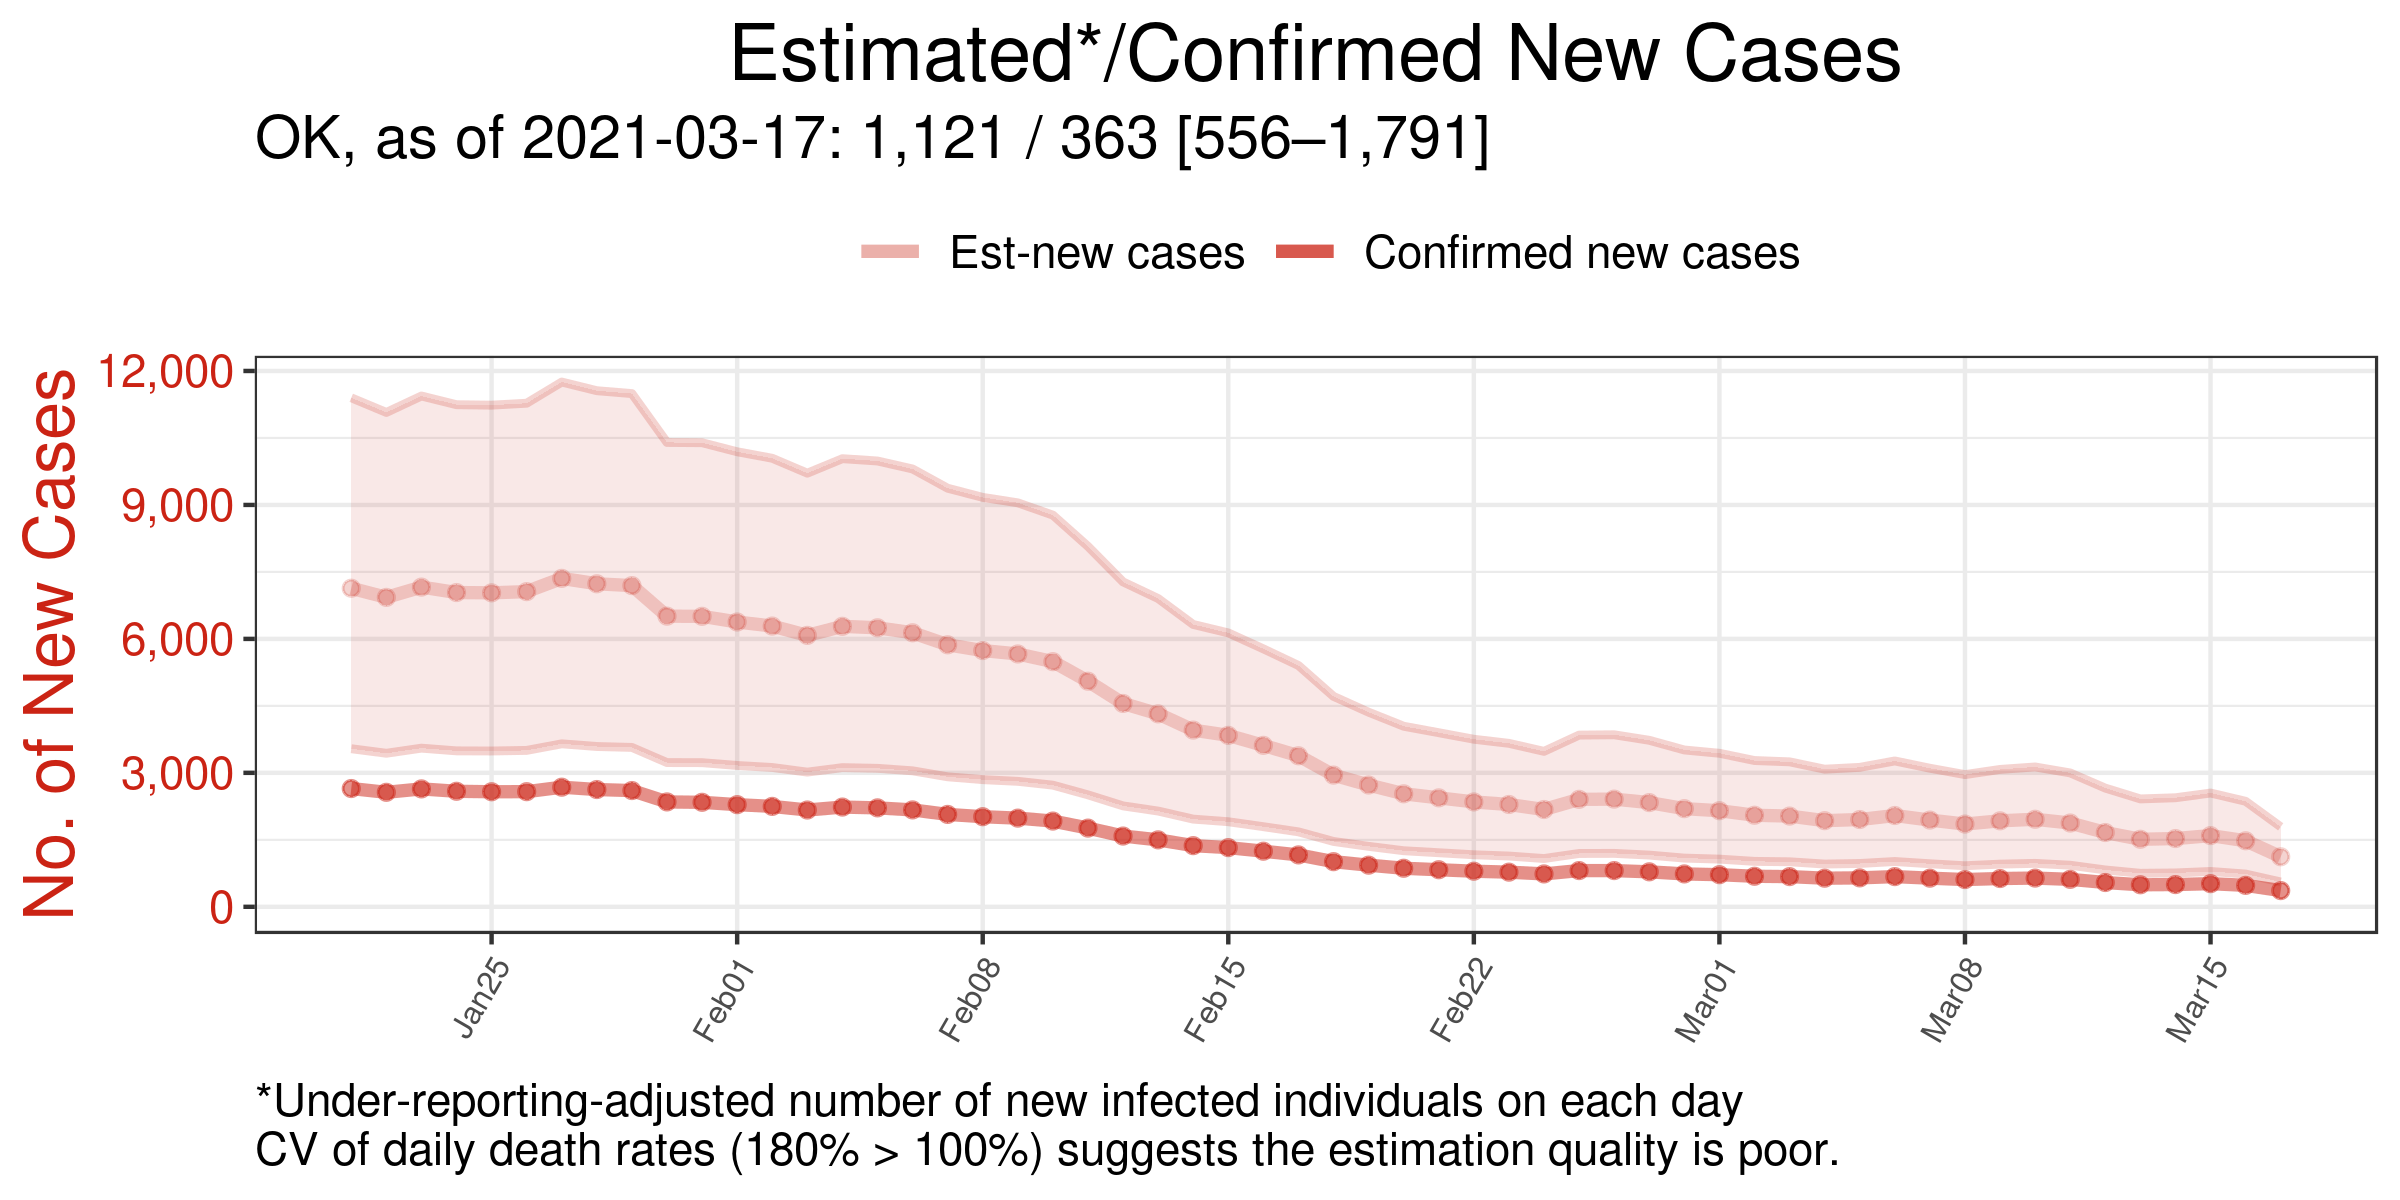 Estimated*/Confirmed New Cases
OK, as of 2021-03-17: 1,121 / 363 [556–1,791]
Est-new cases
Confirmed new cases
No. of New Cases
12,000
9,000
6,000
3,000
0
Jan25
Feb01
Feb08
Feb15
Feb22
Mar01
Mar08
Mar15
*Under-reporting-adjusted number of new infected individuals on each day
CV of daily death rates (180% > 100%) suggests the estimation quality is poor.